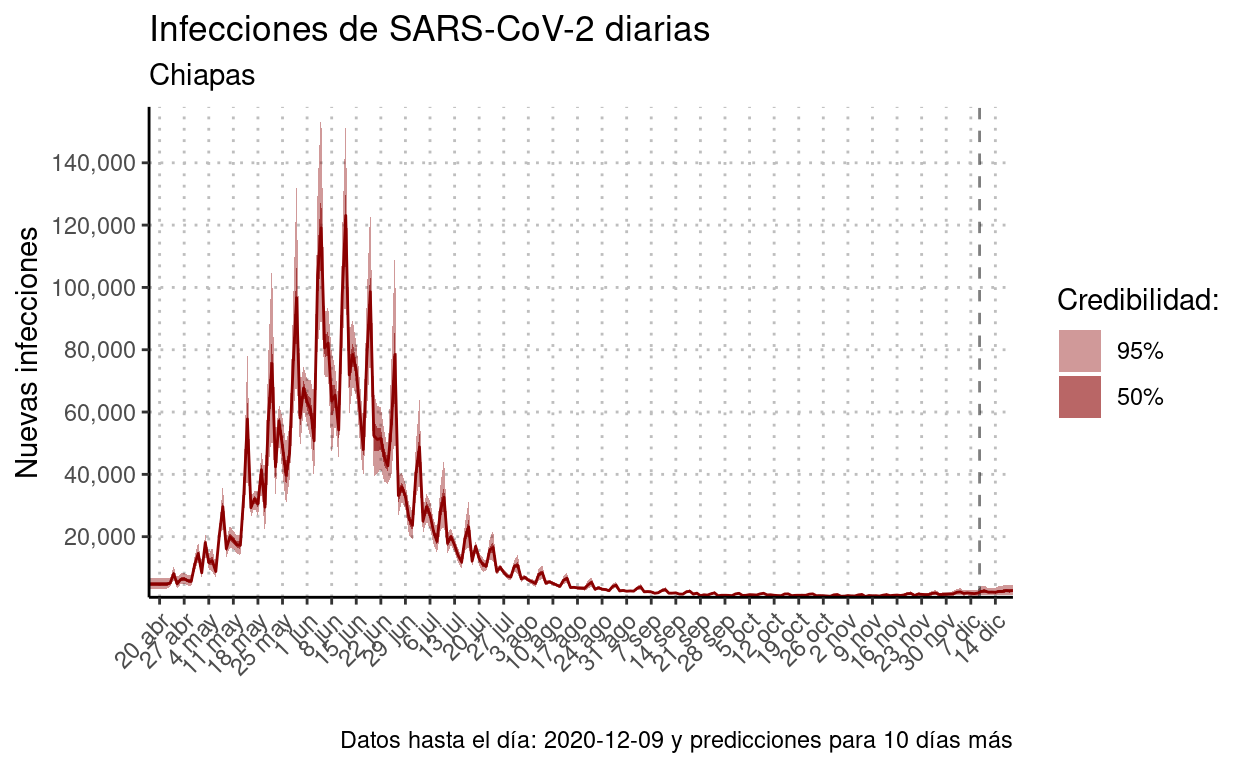 Infecciones de SARS-CoV-2 diarias
Chiapas
Nuevas infecciones
140,000
120,000
100,000
80,000
60,000
40,000
20,000
20 abr
27 abr
4 may
11 may
18 may
25 may
1 jun
8 jun
15 jun
22 jun
29 jun
6 jul
13 jul
20 jul
27 jul
3 ago
10 ago
17 ago
24 ago
31 ago
7 sep
14 sep
21 sep
28 sep
5 oct
12 oct
19 oct
26 oct
2 nov
9 nov
16 nov
23 nov
30 nov
7 dic
14 dic
Credibilidad:
95%
50%
Datos hasta el día: 2020-12-09 y predicciones para 10 días más